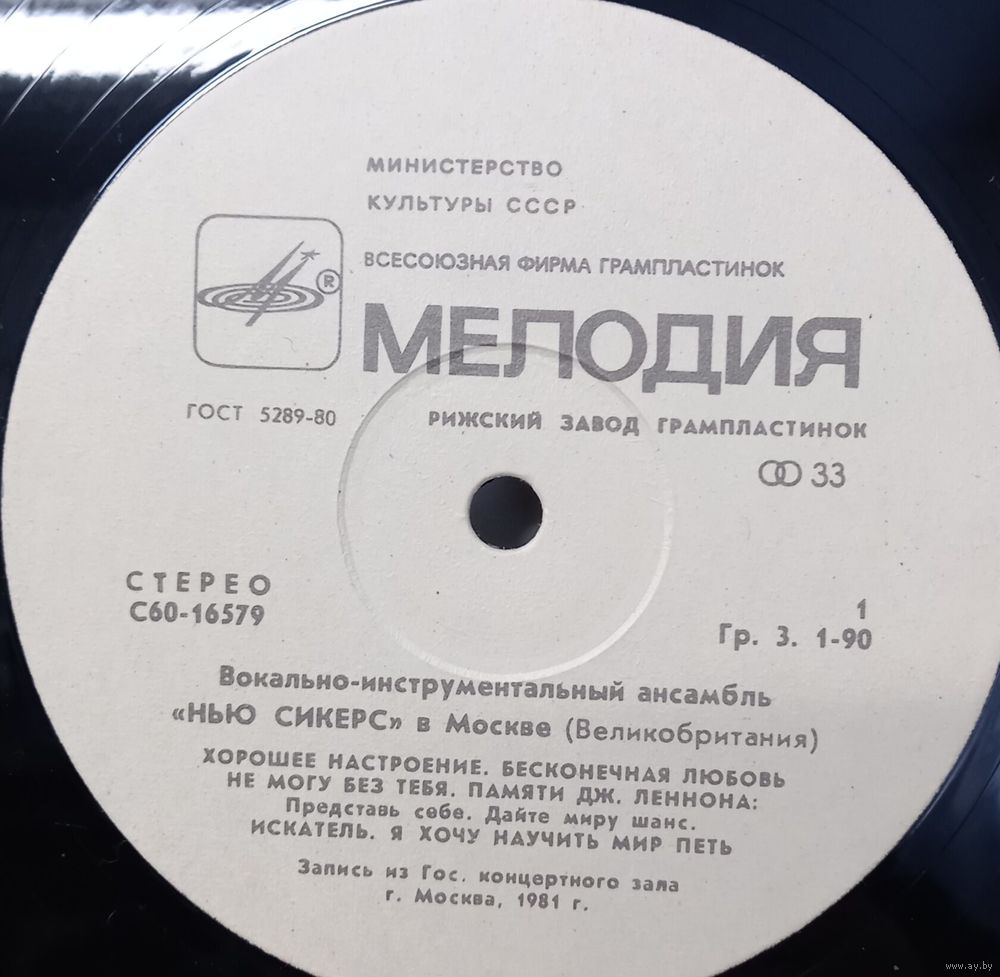 МИНИСТЕРСТВО
КУЛЬТУРЫ СССР
ВСЕСОЮЗНАЯ ФИРМА ГРАМПЛАСТИНОК
®
МЕЛОДИЯ
ГОСТ 5289-80
РИЖСКИЙ ЗАВОД ГРАМПЛАСТИНОК
33
СТЕРЕО
С60-16579
1
Гр. 3. 1-90
Вокально-инструментальный ансамбль
«НЬЮ СИКЕРС» в Москве (Великобритания)
ХОРОШЕЕ НАСТРОЕНИЕ. БЕСКОНЕЧНАЯ ЛЮБОВЬ
НЕ МОГУ БЕЗ ТЕБЯ. ПАМЯТИ ДЖ. ЛЕННОНА:
Представь себе. Дайте миру шанс.
ИСКАТЕЛЬ. Я ХОЧУ НАУЧИТЬ МИР ПЕТЬ
Запись из Гос. концертного зала
г. Москва, 1981 г.
www.ay.by